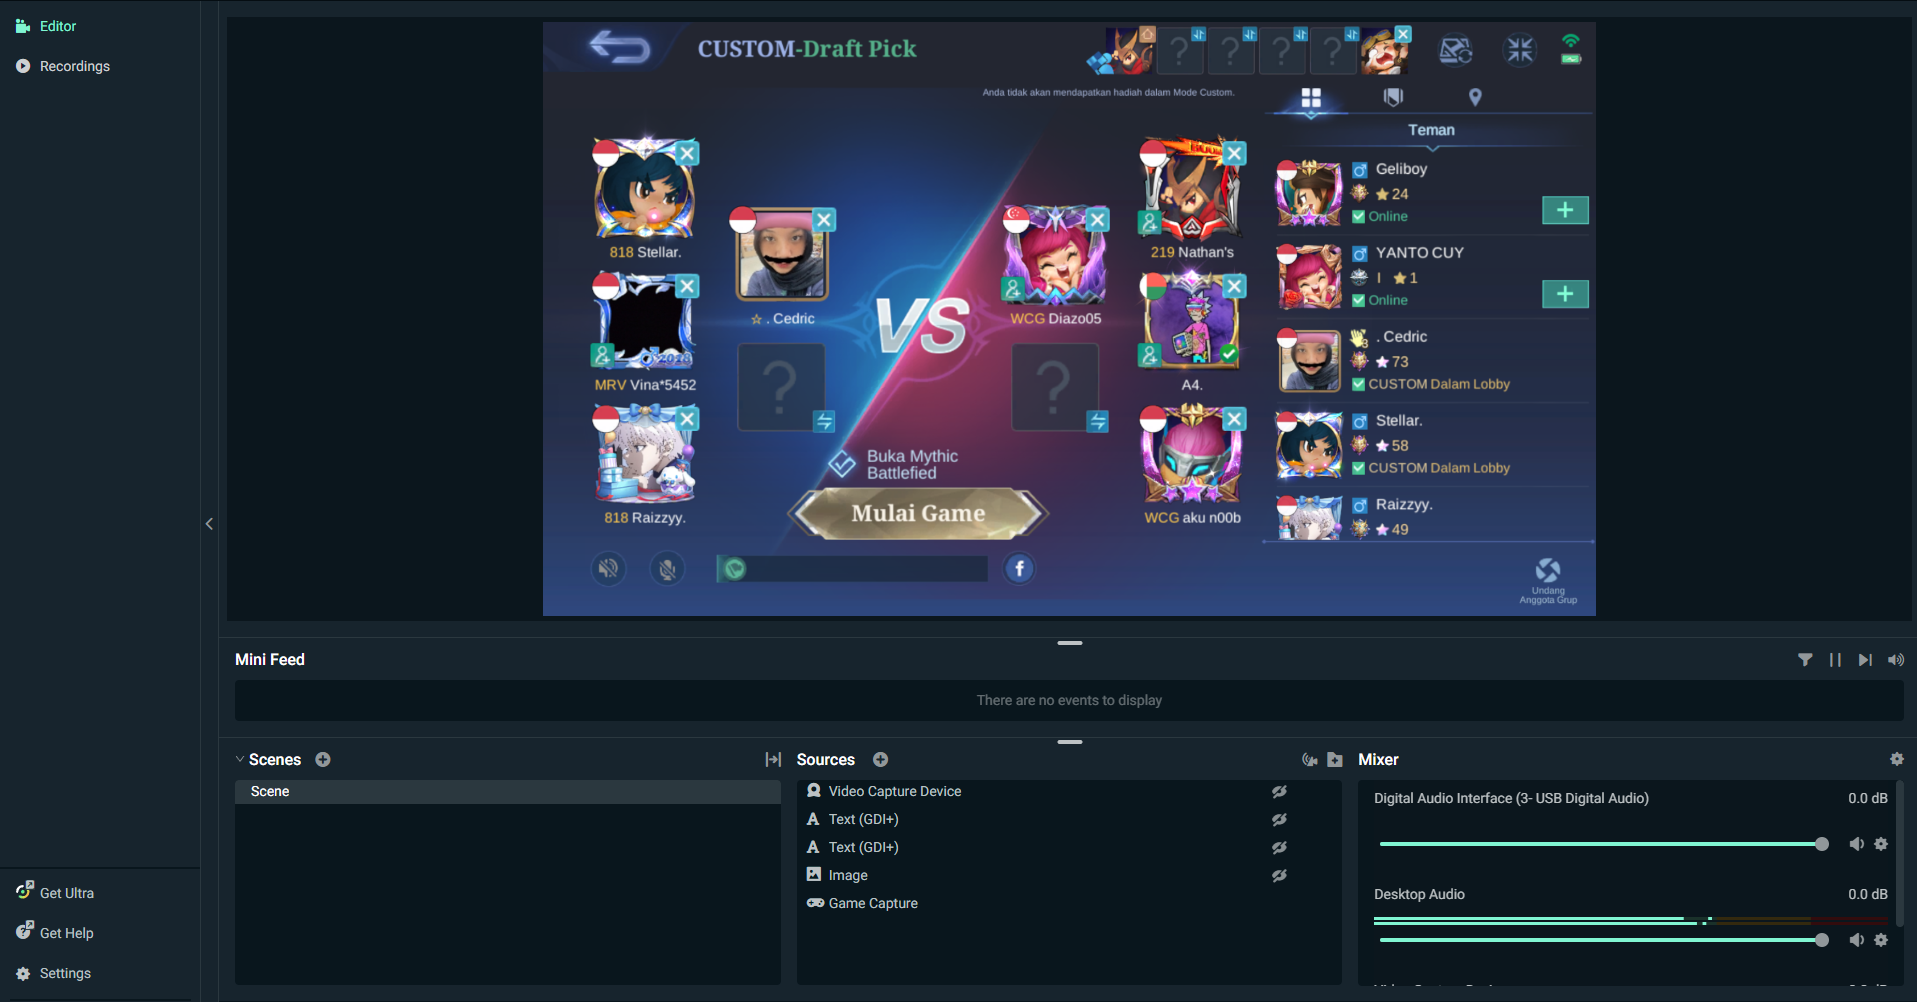 Editor
Recordings
CUSTOM-Draft Pick
Anda tidak akan mendapatkan hadiah dalam Mode Custom.
Teman
818 Stellar.
MRV Vina*5452
2018
818 Raizzyy.
☆ . Cedric
VS
WCG Diazo05
219 Nathan's
A4.
WCG aku n00b
Buka Mythic
Battlefied
Mulai Game
Geliboy
24
Online
YANTO CUY
I 1
Online
. Cedric
73
CUSTOM Dalam Lobby
Stellar.
58
CUSTOM Dalam Lobby
Raizzyy.
49
Undang
Anggota Grup
Mini Feed
There are no events to display
Scenes
Scene
Sources
Video Capture Device
Text (GDI+)
Text (GDI+)
Image
Game Capture
Mixer
Digital Audio Interface (3- USB Digital Audio) 0.0 dB
Desktop Audio 0.0 dB
Get Ultra
Get Help
Settings